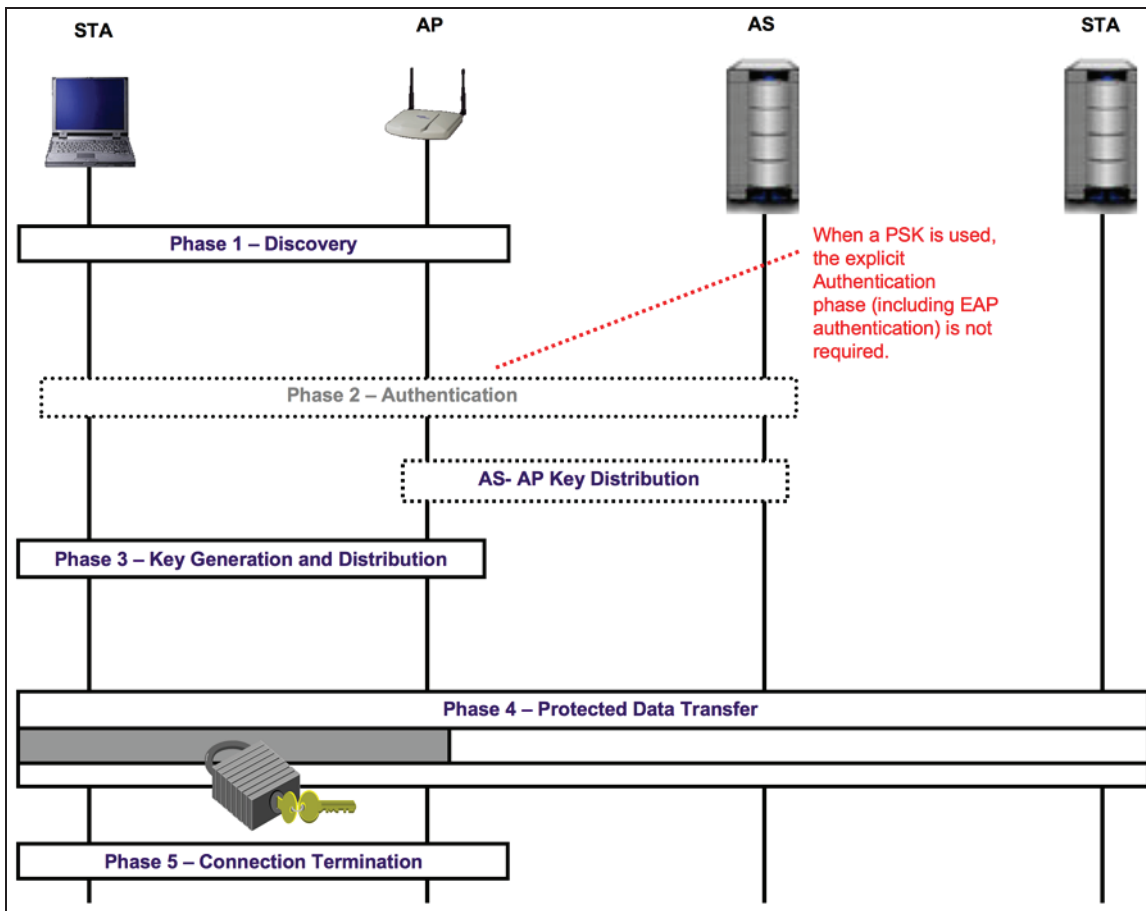 STA
AP
AS
STA
Phase 1 – Discovery
When a PSK is used,
the explicit
Authentication
phase (including EAP
authentication) is not
required.
Phase 2 – Authentication
AS- AP Key Distribution
Phase 3 – Key Generation and Distribution
Phase 4 – Protected Data Transfer
Phase 5 – Connection Termination